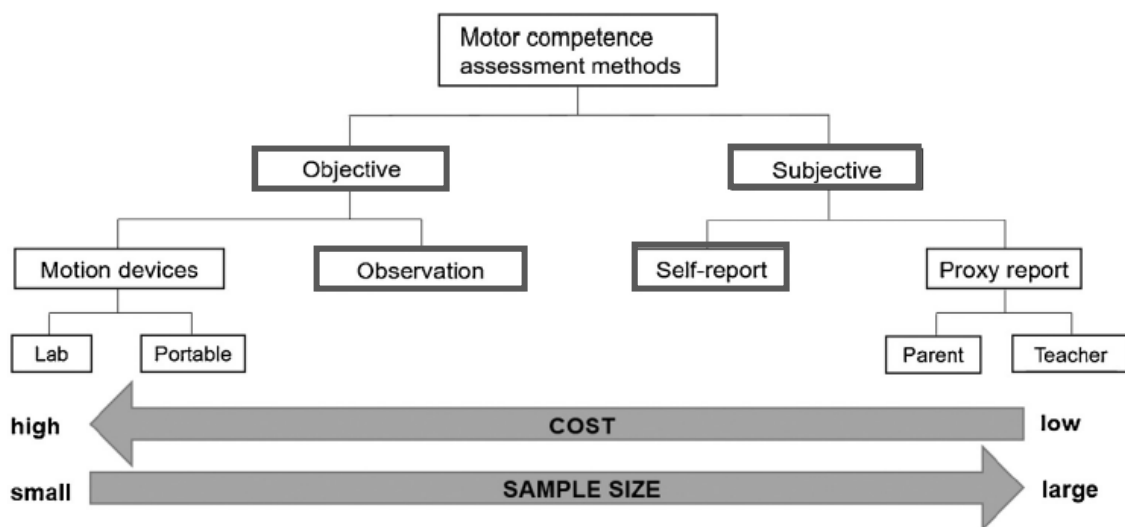 Motor competence
assessment methods
Objective
Subjective
Motion devices
Observation
Self-report
Proxy report
Lab
Portable
Parent
Teacher
high
COST
low
small
SAMPLE SIZE
large